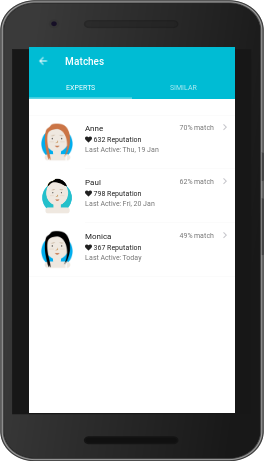 Matches
EXPERTS SIMILAR
Anne 70% match
632 Reputation
Last Active: Thu, 19 Jan
Paul 62% match
798 Reputation
Last Active: Fri, 20 Jan
Monica 49% match
367 Reputation
Last Active: Today